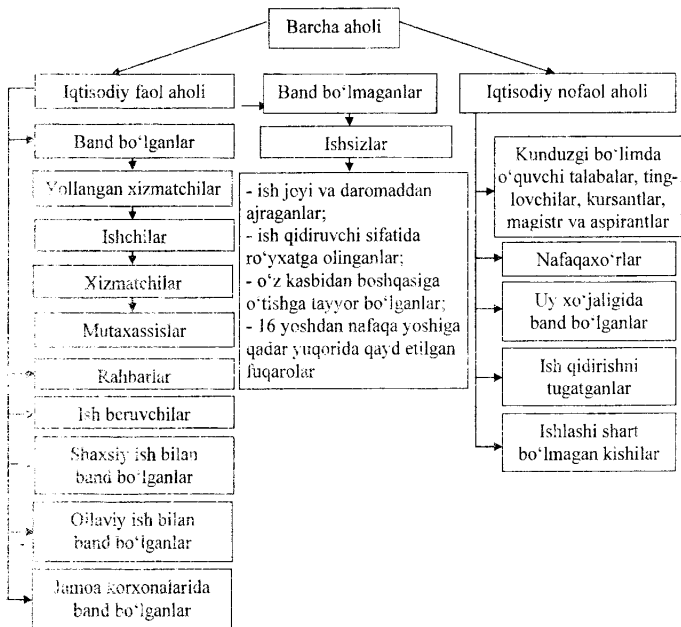 Barcha aholi
Iqtisodiy faol aholi
Band bo‘lganlar
Yollangan xizmatchilar
Ishchilar
Xizmatchilar
Mutaxassislar
Rahbarlar
Ish beruvchilar
Shaxsiy ish bilan
band bo‘lganlar
Oilaviy ish bilan
band bo‘lganlar
Jamoa korxonalarida
band bo‘lganlar
Band bo‘lmaganlar
Ishsizlar
- ish joyi va daromaddan
ajraganlar;
- ish qidiruvchi sifatida
ro‘yxatga olinganlar;
- o‘z kasbidan boshqasiga
o‘tishga tayyor bo‘lganlar;
- 16 yoshdan nafaqa yoshiga
qadar yuqorida qayd etilgan
fuqarolar
Iqtisodiy nofaol aholi
Kunduzgi bo‘limda
o‘quvchi talabalar, ting-
lovchilar, kursantlar,
magistr va aspirantlar
Nafaqaxo‘rlar
Uy xo‘jaligida
band bo‘lganlar
Ish qidirishni
tugatganlar
Ishlashi shart
bo‘lmagan kishilar